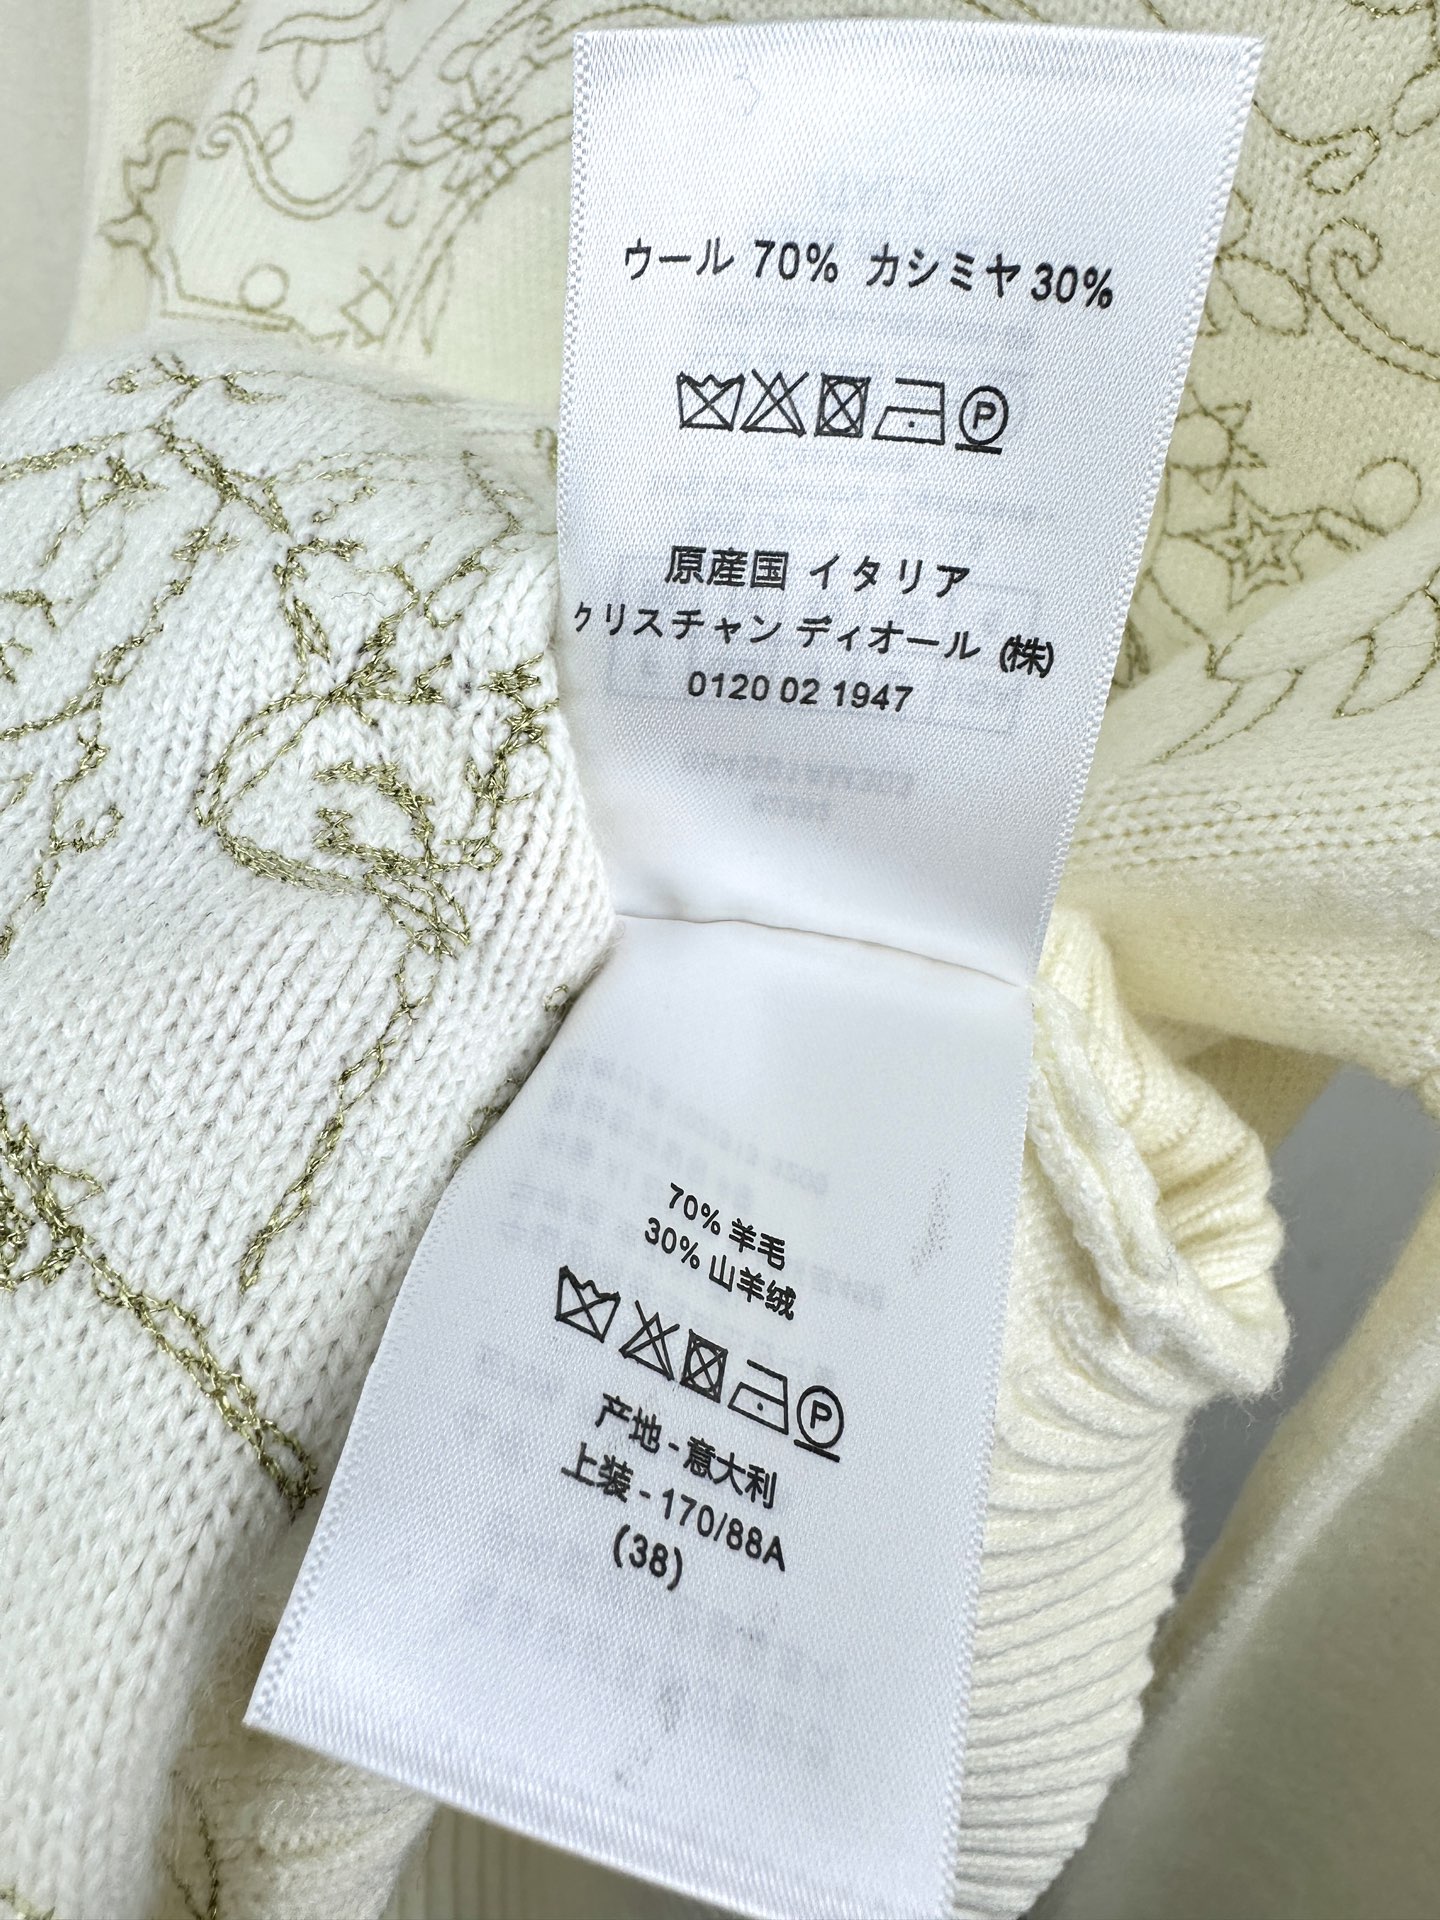 ウール 70% カシミヤ 30%
P
原産国 イタリア
クリスチャン ディオール (株)
0120 02 1947
70% 羊毛
30% 山羊绒
P
产地 - 意大利
上装 - 170/88A
(38)